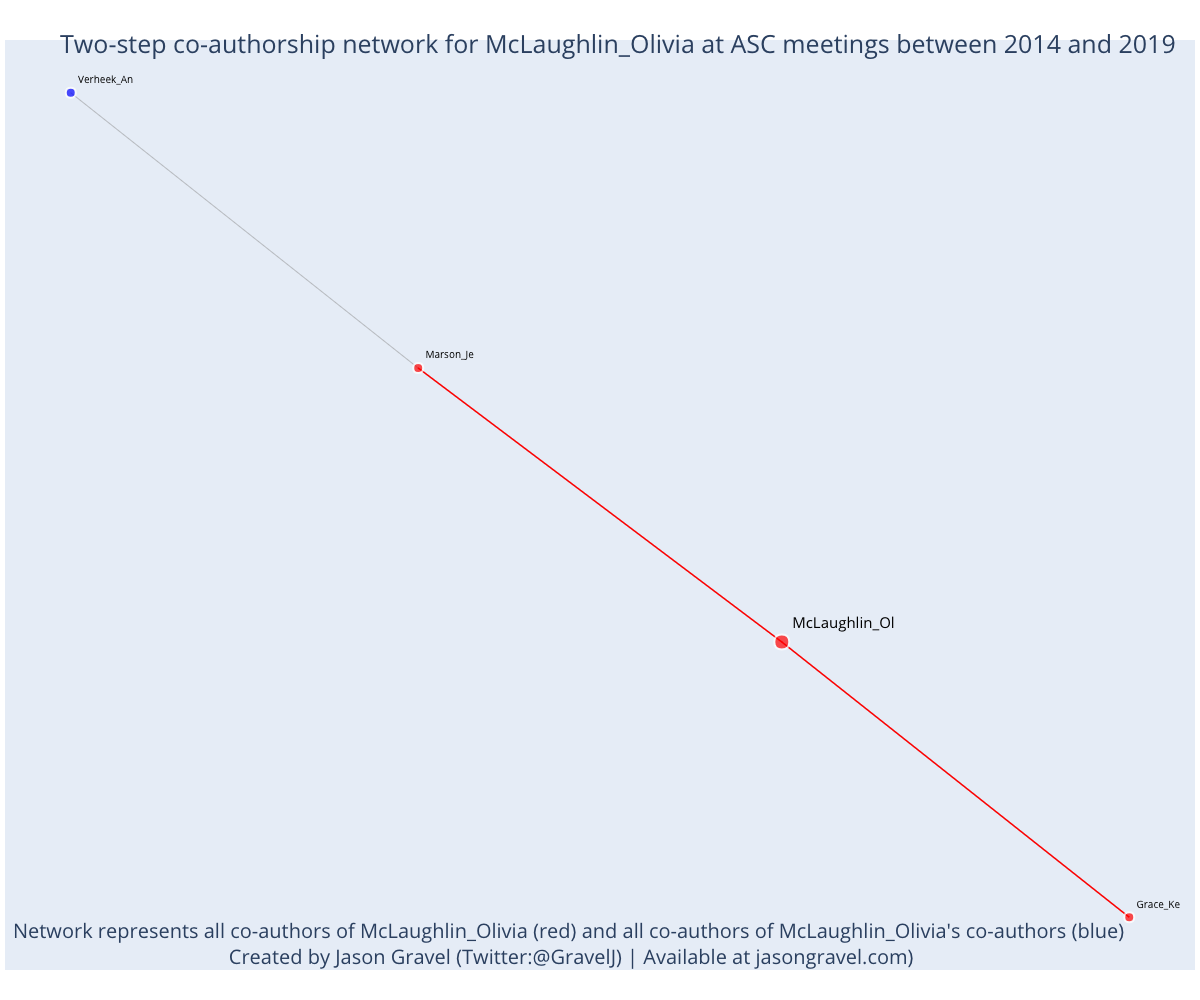 Two-step co-authorship network for McLaughlin_Olivia at ASC meetings between 2014 and 2019
Verheek_An
Marson_Je
McLaughlin_Ol
Grace_Ke
Network represents all co-authors of McLaughlin_Olivia (red) and all co-authors of McLaughlin_Olivia's co-authors (blue)
Created by Jason Gravel (Twitter:@GravelJ) | Available at jasongravel.com)